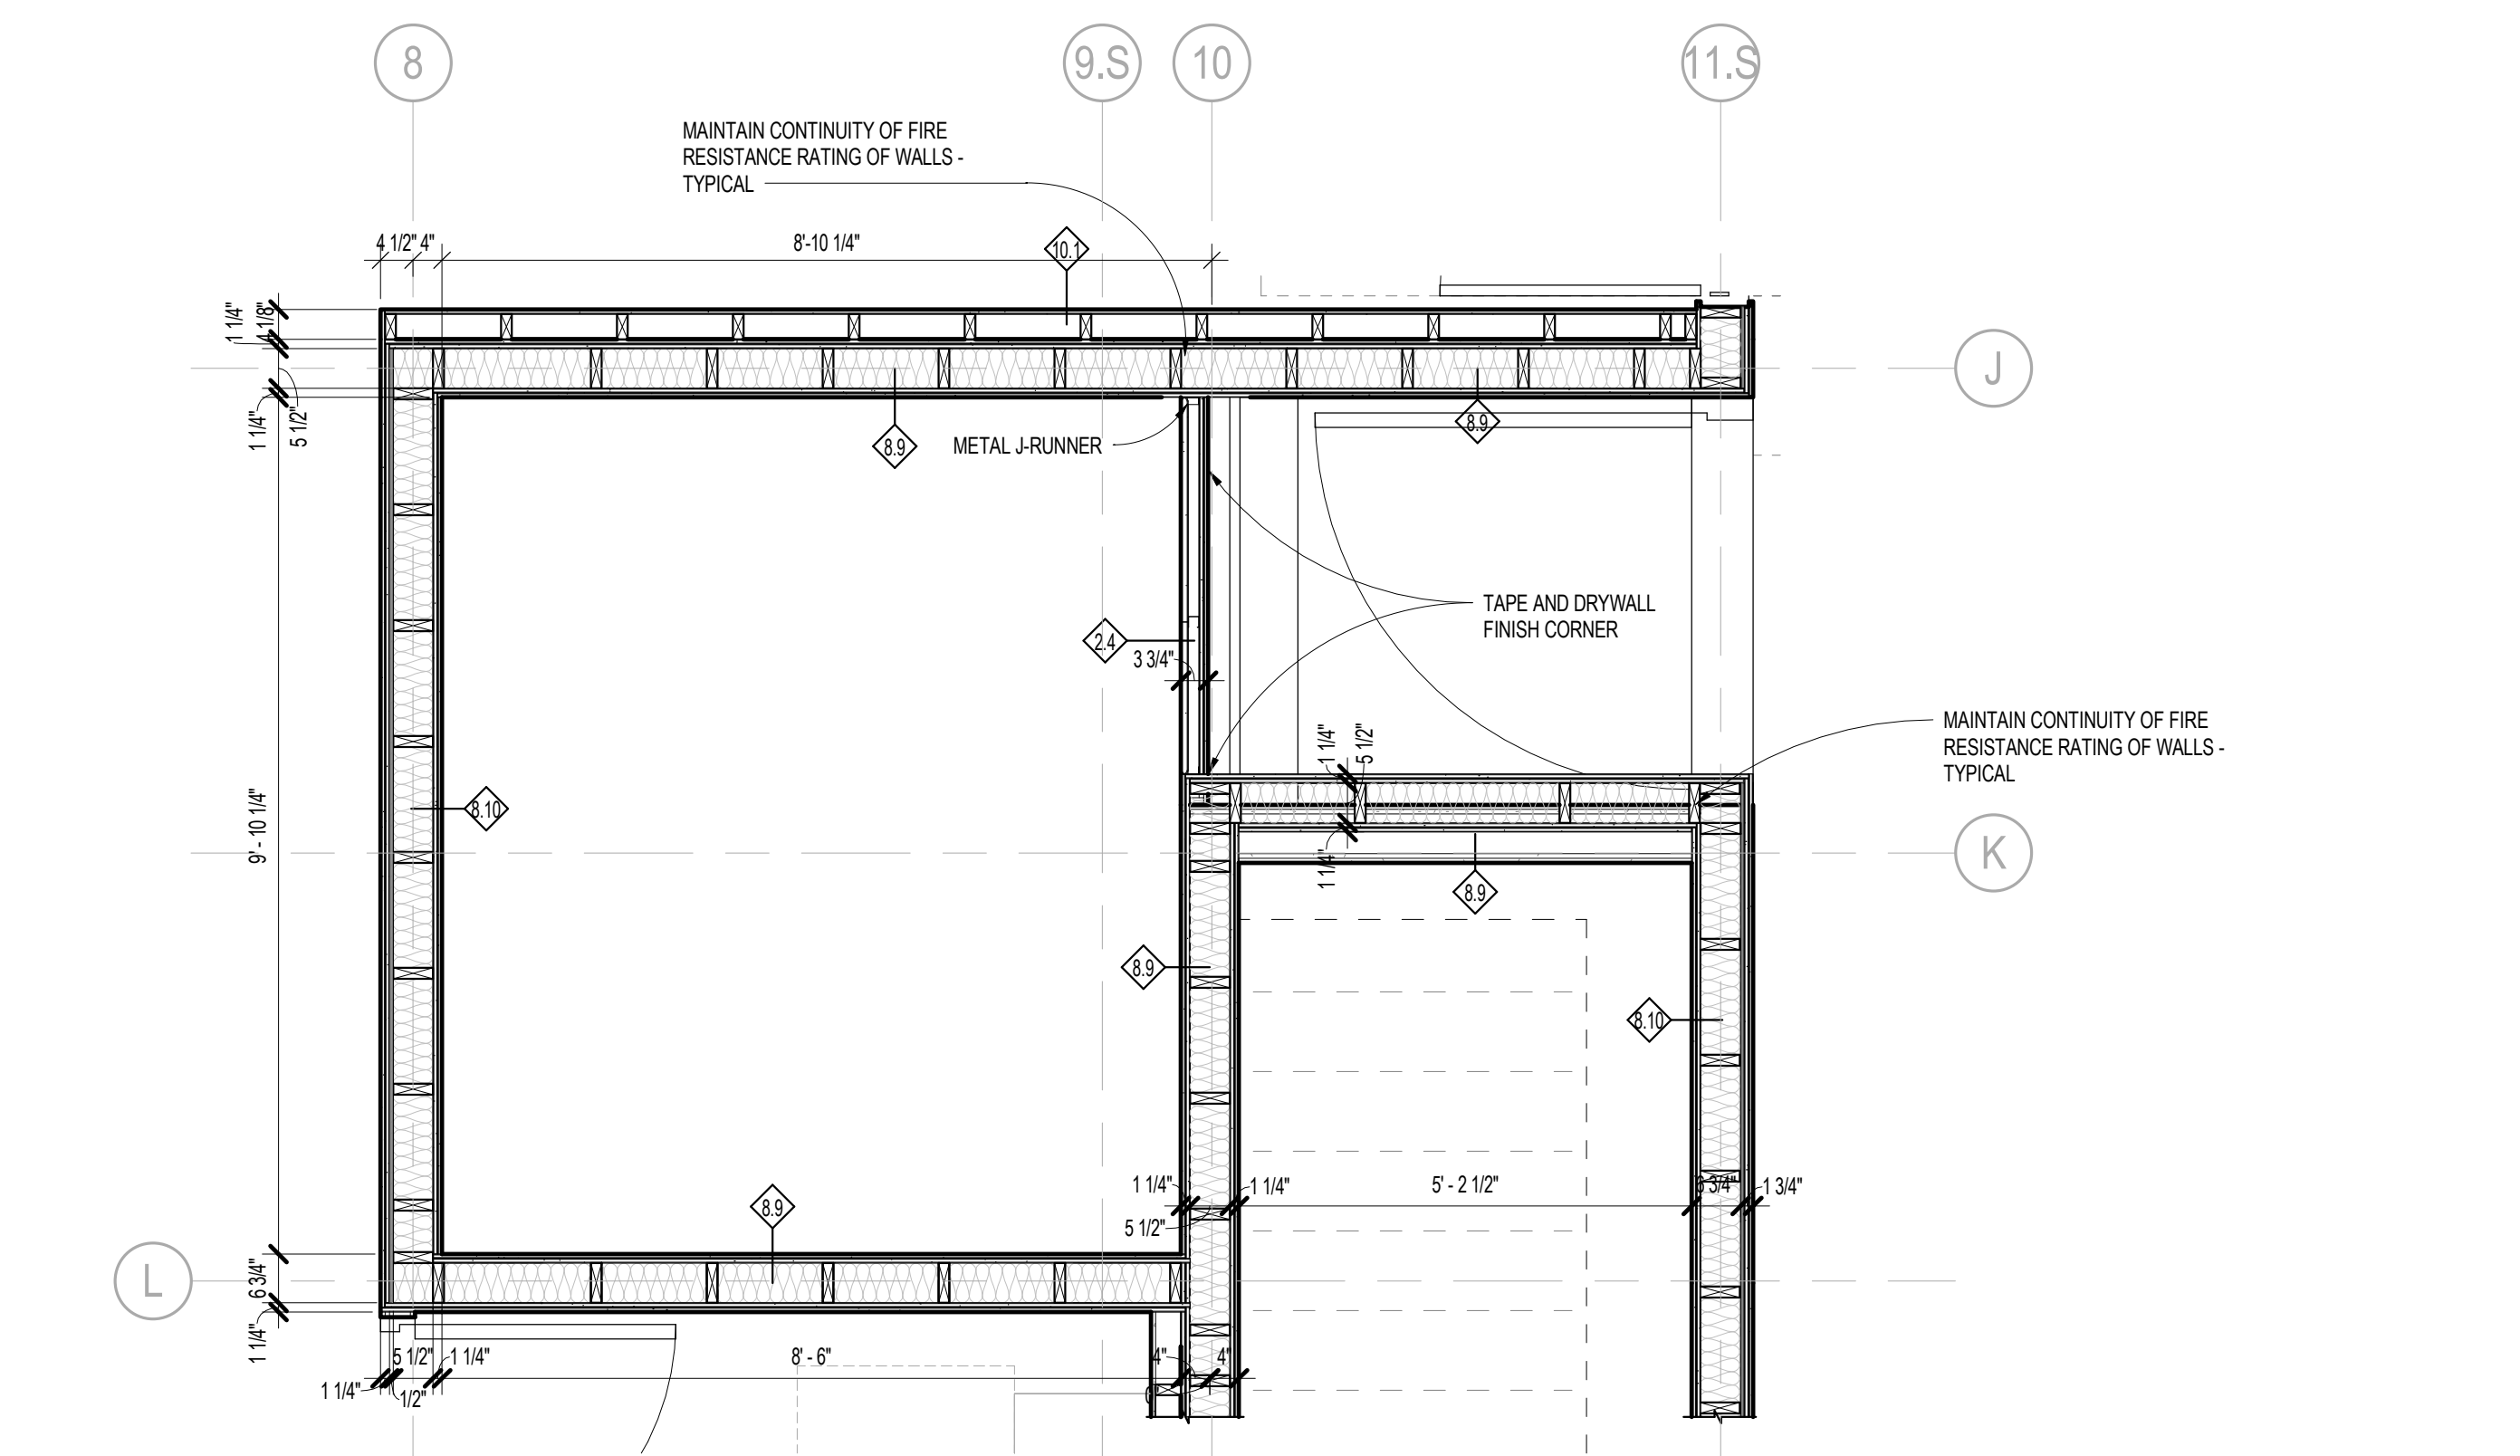 8
9.S
10
11.S
MAINTAIN CONTINUITY OF FIRE
RESISTANCE RATING OF WALLS -
TYPICAL
4 1/2" 4"
8'-10 1/4"
10.1
1 1/4"
4 1/8"
J
1 1/4"
5 1/2"
8.9
METAL J-RUNNER
8.9
TAPE AND DRYWALL
FINISH CORNER
2.4
3 3/4"
MAINTAIN CONTINUITY OF FIRE
RESISTANCE RATING OF WALLS -
TYPICAL
1 1/4"
5 1/2"
9' - 10 1/4"
8.10
K
1 1/4"
8.9
8.9
8.10
1 1/4"
1 1/4"
5' - 2 1/2"
1 3/4"
8.9
5 1/2"
L
6 3/4"
1 1/4"
5 1/2"
1 1/4"
8' - 6"
4"
4"
1 1/4"
1/2"